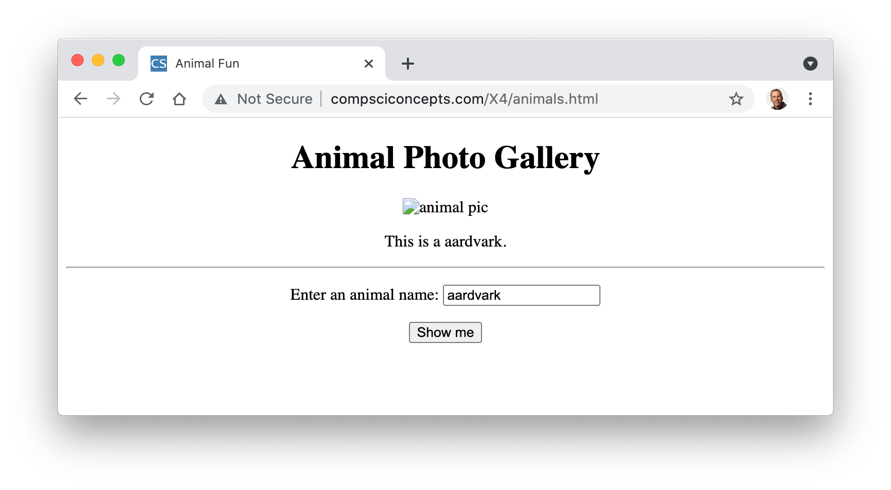 CS Animal Fun
Not Secure | compsciconcepts.com/X4/animals.html
Animal Photo Gallery
animal pic
This is a aardvark.
Enter an animal name: aardvark
Show me